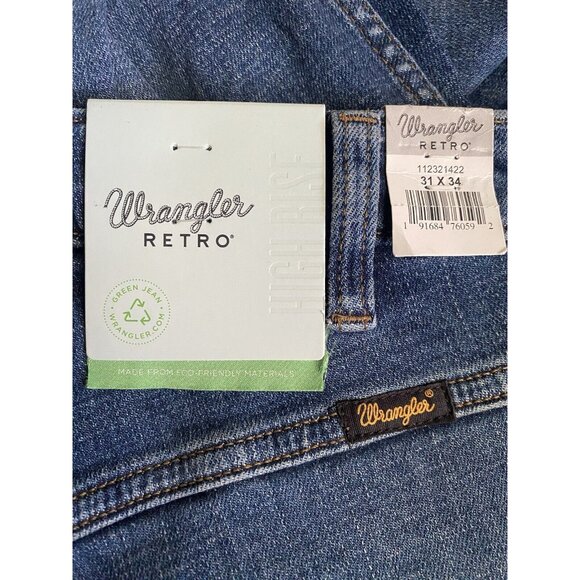 Wrangler
RETRO®
HIGH RISE
GREEN JEAN
WRANGLER.COM
MADE FROM ECO-FRIENDLY MATERIALS
Wrangler
RETRO®
112321422
31 X 34
1 91684 76059 2
Wrangler®